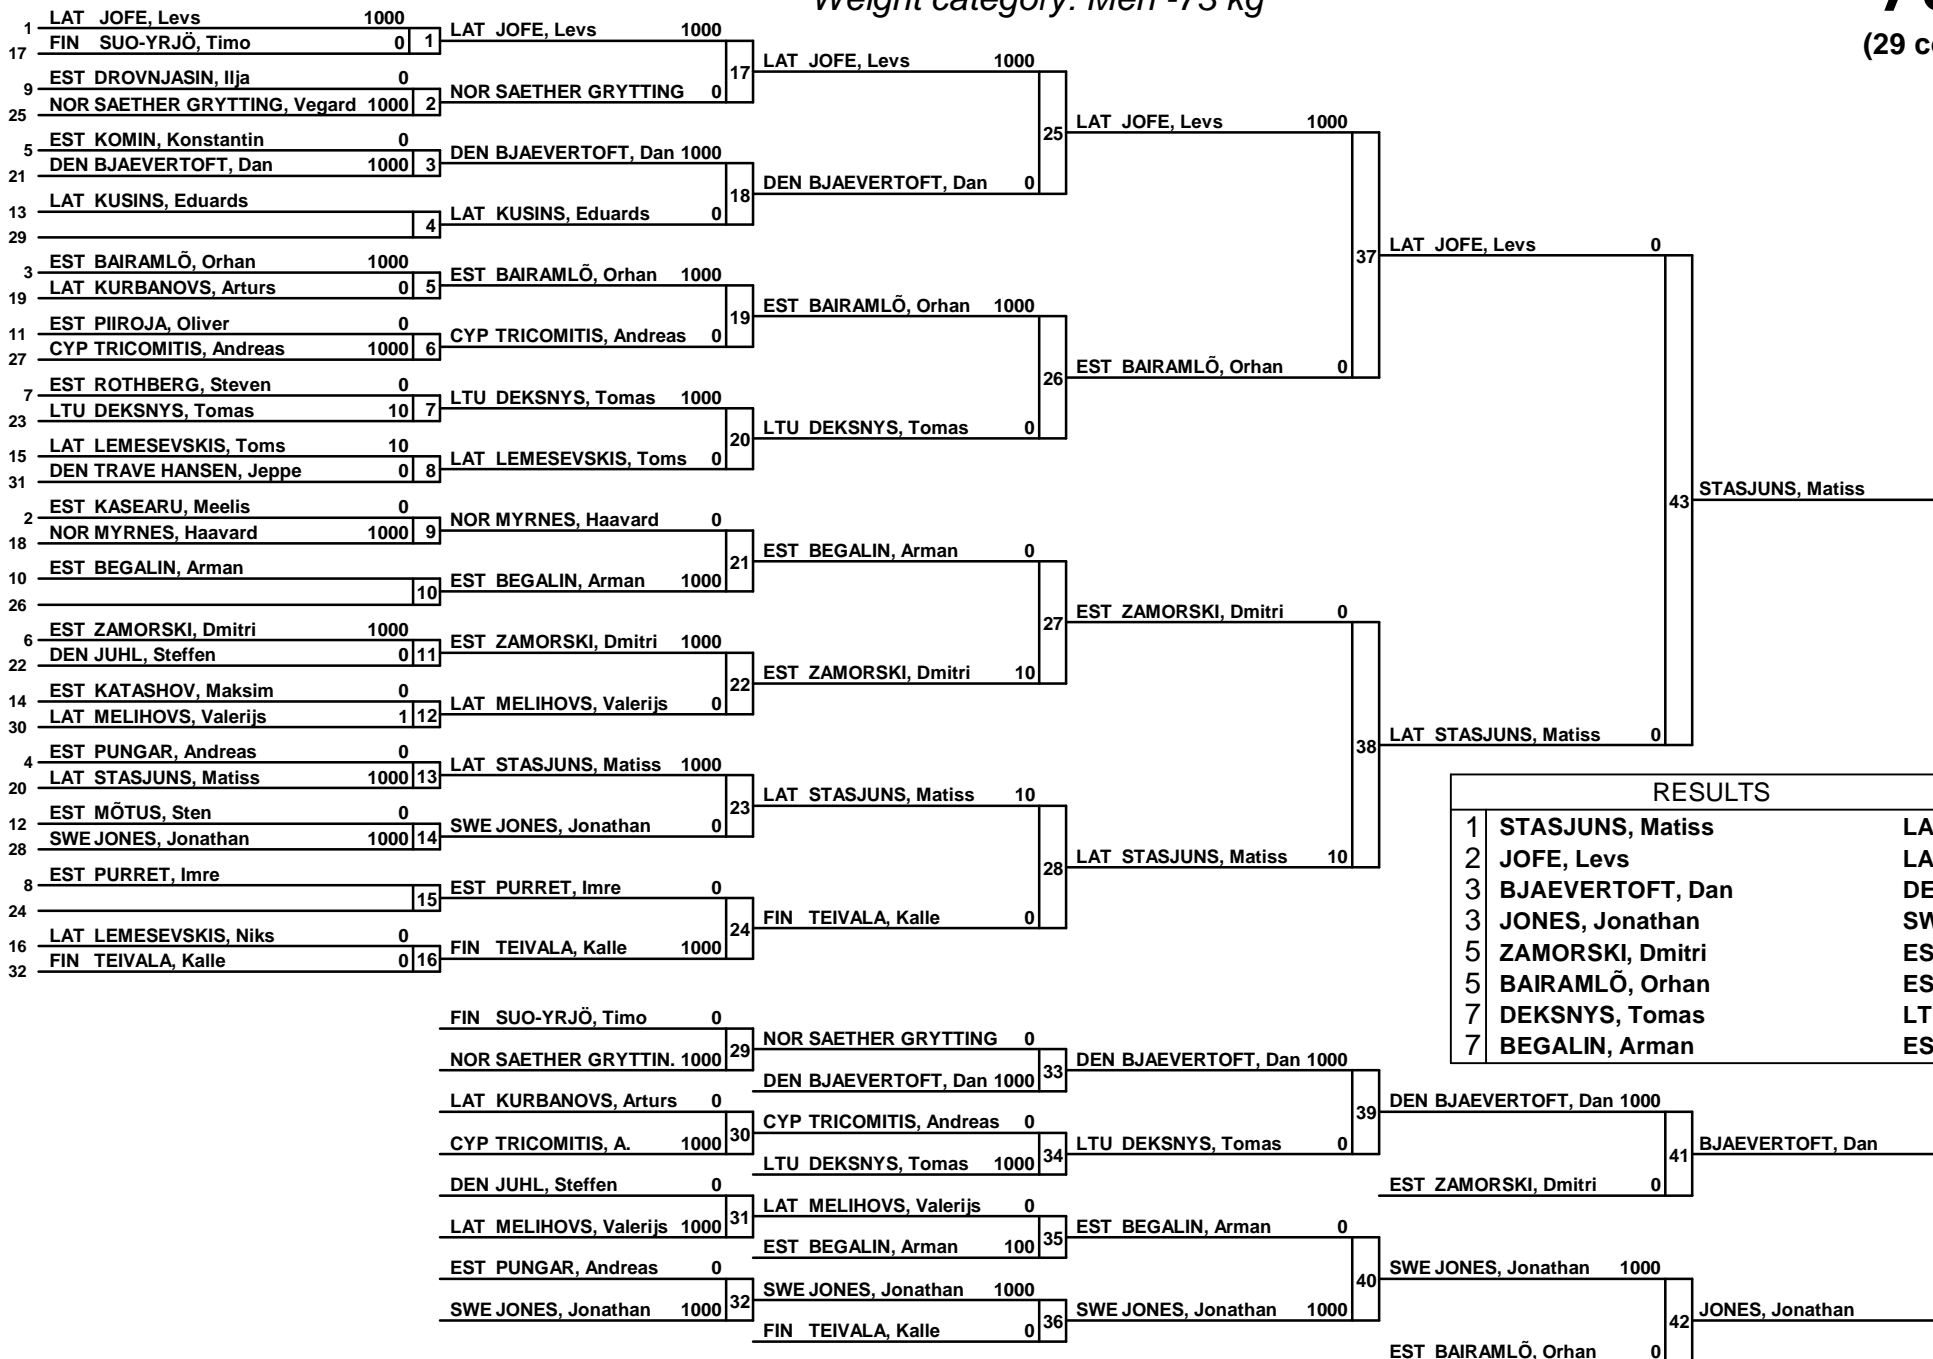 Weight category: Men -73 kg
(29 c
1 LAT JOFE, Levs 1000
17 FIN SUO-YRJÖ, Timo 0 1
9 EST DROVNJASIN, Ilja 0
25 NOR SAETHER GRYTTING, Vegard 1000 2
5 EST KOMIN, Konstantin 0
21 DEN BJAEVERTOFT, Dan 1000 3
13 LAT KUSINS, Eduards
29 4
3 EST BAIRAMLÕ, Orhan 1000
19 LAT KURBANOVS, Arturs 0 5
11 EST PIIROJA, Oliver 0
27 CYP TRICOMITIS, Andreas 1000 6
7 EST ROTHBERG, Steven 0
23 LTU DEKSNYS, Tomas 10 7
15 LAT LEMESEVSKIS, Toms 10
31 DEN TRAVE HANSEN, Jeppe 0 8
2 EST KASEARU, Meelis 0
18 NOR MYRNES, Haavard 1000 9
10 EST BEGALIN, Arman
26 10
6 EST ZAMORSKI, Dmitri 1000
22 DEN JUHL, Steffen 0 11
14 EST KATASHOV, Maksim 0
30 LAT MELIHOVS, Valerijs 1 12
4 EST PUNGAR, Andreas 0
20 LAT STASJUNS, Matiss 1000 13
12 EST MÕTUS, Sten 0
28 SWE JONES, Jonathan 1000 14
8 EST PURRET, Imre
24 15
16 LAT LEMESEVSKIS, Niks 0
32 FIN TEIVALA, Kalle 0 16
LAT JOFE, Levs 1000
17
NOR SAETHER GRYTTING 0
DEN BJAEVERTOFT, Dan 1000
18
LAT KUSINS, Eduards 0
EST BAIRAMLÕ, Orhan 1000
19
CYP TRICOMITIS, Andreas 0
LTU DEKSNYS, Tomas 1000
20
LAT LEMESEVSKIS, Toms 0
NOR MYRNES, Haavard 0
21
EST BEGALIN, Arman 1000
EST ZAMORSKI, Dmitri 1000
22
LAT MELIHOVS, Valerijs 0
LAT STASJUNS, Matiss 1000
23
SWE JONES, Jonathan 0
EST PURRET, Imre 0
24
FIN TEIVALA, Kalle 1000
LAT JOFE, Levs 1000
25
DEN BJAEVERTOFT, Dan 0
EST BAIRAMLÕ, Orhan 1000
26
LTU DEKSNYS, Tomas 0
EST BEGALIN, Arman 0
27
EST ZAMORSKI, Dmitri 10
LAT STASJUNS, Matiss 10
28
FIN TEIVALA, Kalle 0
LAT JOFE, Levs 1000
37
EST BAIRAMLÕ, Orhan 0
EST ZAMORSKI, Dmitri 0
38
LAT STASJUNS, Matiss 10
LAT JOFE, Levs 0
43
LAT STASJUNS, Matiss 0
STASJUNS, Matiss
RESULTS
1 STASJUNS, Matiss LA
2 JOFE, Levs LA
3 BJAEVERTOFT, Dan DE
3 JONES, Jonathan SW
5 ZAMORSKI, Dmitri ES
5 BAIRAMLÕ, Orhan ES
7 DEKSNYS, Tomas LT
7 BEGALIN, Arman ES
FIN SUO-YRJÖ, Timo 0
29
NOR SAETHER GRYTTIN. 1000
LAT KURBANOVS, Arturs 0
30
CYP TRICOMITIS, A. 1000
DEN JUHL, Steffen 0
31
LAT MELIHOVS, Valerijs 1000
EST PUNGAR, Andreas 0
32
SWE JONES, Jonathan 1000
NOR SAETHER GRYTTING 0
33
DEN BJAEVERTOFT, Dan 1000
CYP TRICOMITIS, Andreas 0
34
LTU DEKSNYS, Tomas 1000
LAT MELIHOVS, Valerijs 0
35
EST BEGALIN, Arman 100
SWE JONES, Jonathan 1000
36
FIN TEIVALA, Kalle 0
DEN BJAEVERTOFT, Dan 1000
39
LTU DEKSNYS, Tomas 0
EST BEGALIN, Arman 0
40
SWE JONES, Jonathan 1000
DEN BJAEVERTOFT, Dan 1000
41
EST ZAMORSKI, Dmitri 0
SWE JONES, Jonathan 1000
42
EST BAIRAMLÕ, Orhan 0
BJAEVERTOFT, Dan
JONES, Jonathan